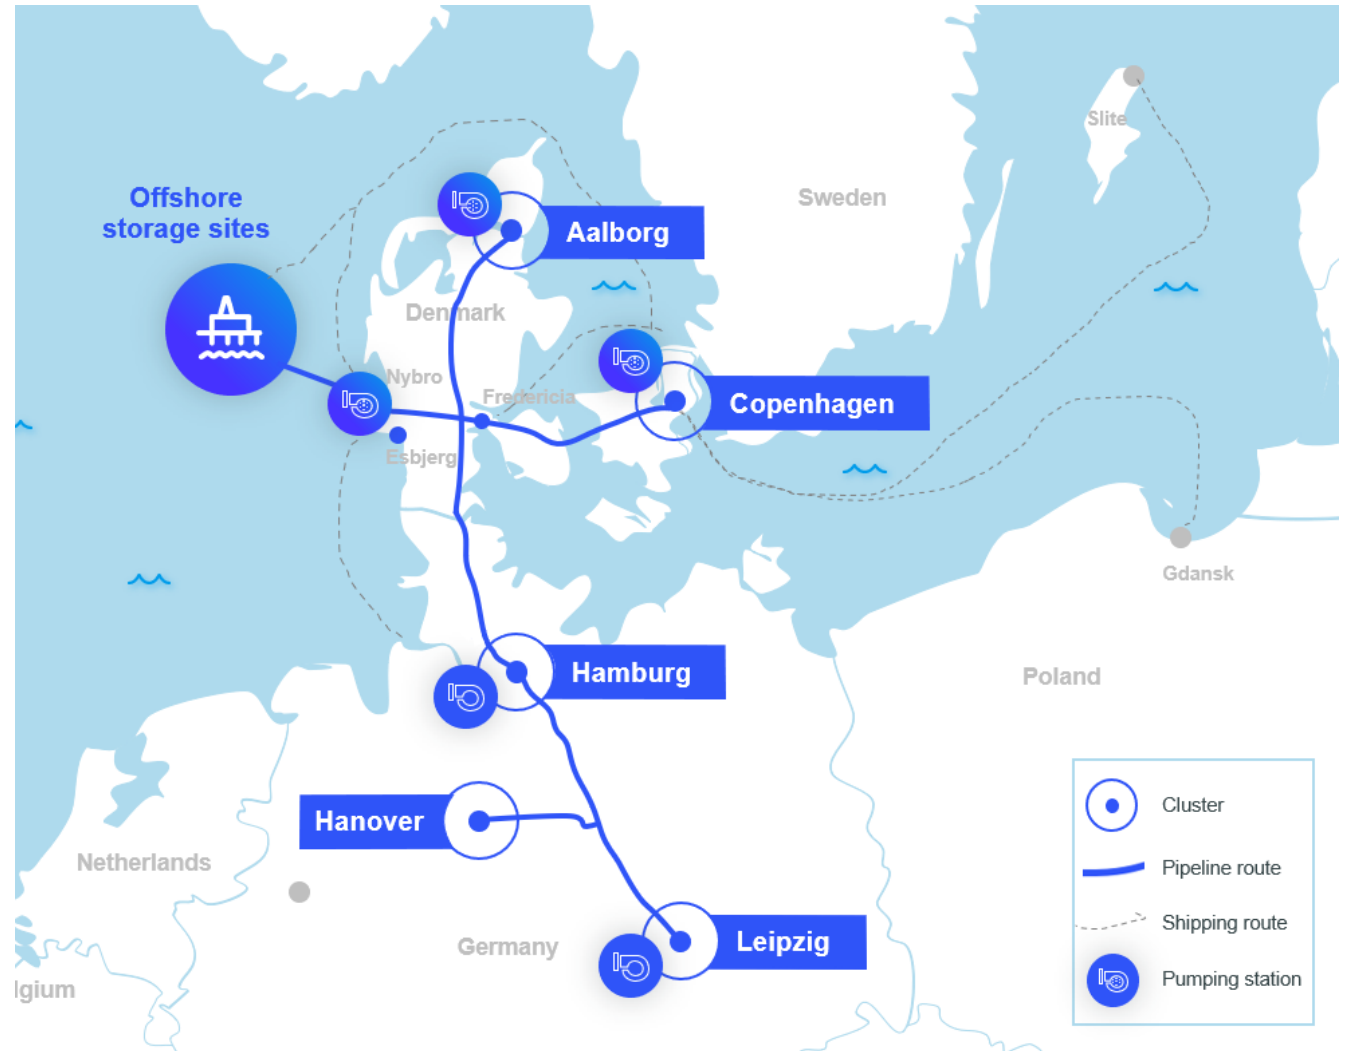 Slite
Sweden
Offshore
storage sites
Aalborg
Denmark
Nybro
Fredericia
Copenhagen
Esbjerg
Gdansk
Hamburg
Poland
Hanover
Netherlands
Germany
Leipzig
lgium
Cluster
Pipeline route
Shipping route
Pumping station